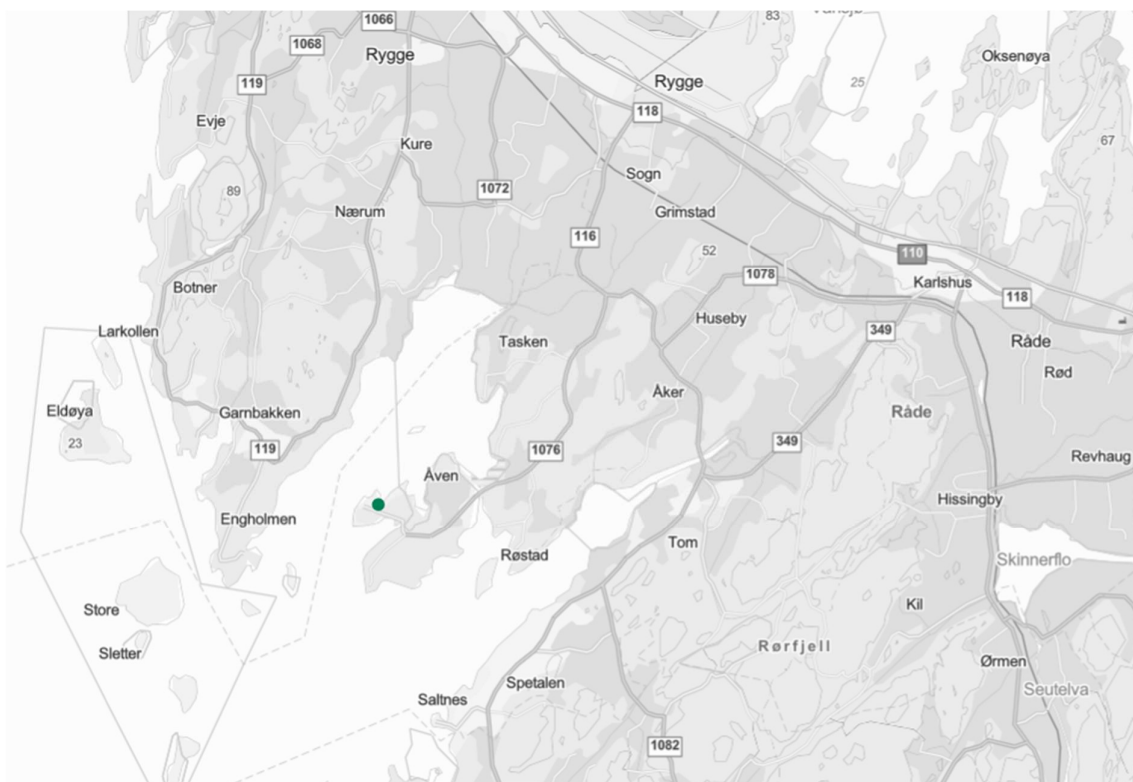 83
1066
1068
Rygge
Oksenøya
119
Rygge
25
118
Evje
67
Kure
Sogn
1072
89
Nærum
Grimstad
116
52
110
1078
Karlshus
Botner
118
Huseby
Larkollen
349
Tasken
Råde
Rød
Åker
Eldøya
Garnbakken
Råde
23
119
349
1076
Revhaug
Åven
Hissingby
Engholmen
Tom
Røstad
Skinnerflo
Store
Kil
Rørfjell
Sletter
Ørmen
Spetalen
Seutelva
Saltnes
1082